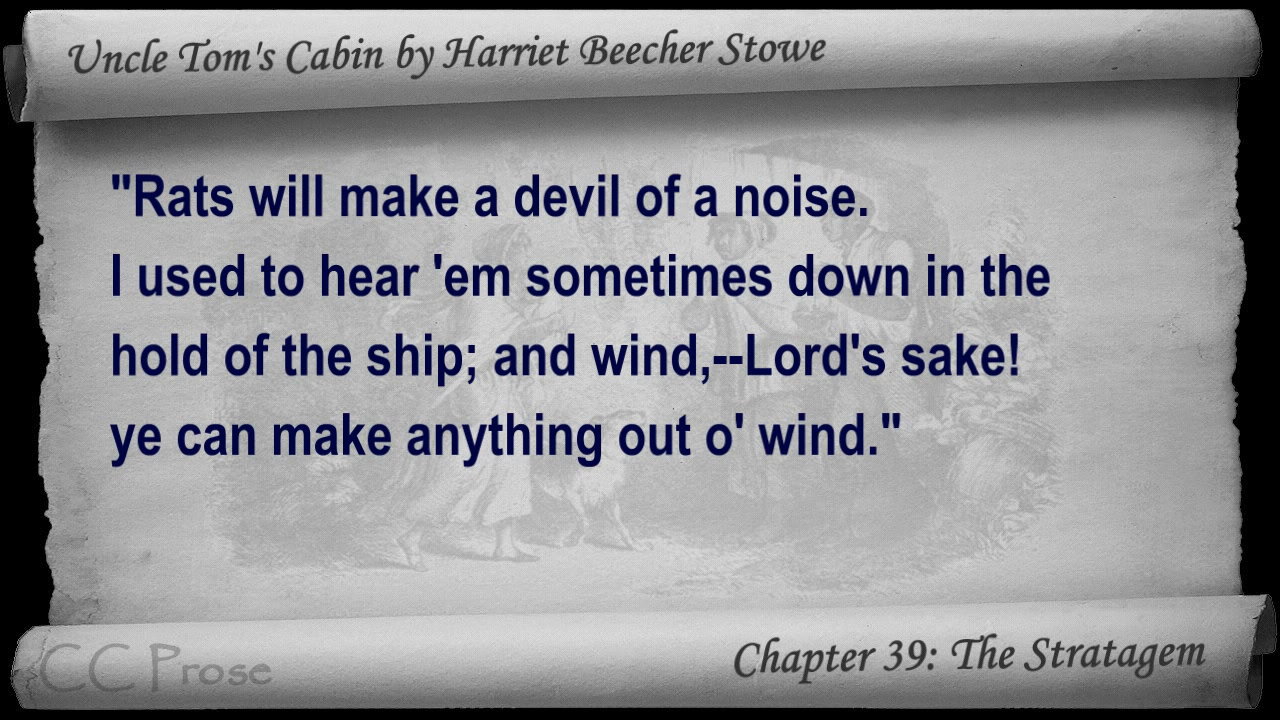 Uncle Tom's Cabin by Harriet Beecher Stowe
"Rats will make a devil of a noise.
I used to hear 'em sometimes down in the
hold of the ship; and wind,--Lord's sake!
ye can make anything out o' wind."
CC Prose
Chapter 39: The Stratagem